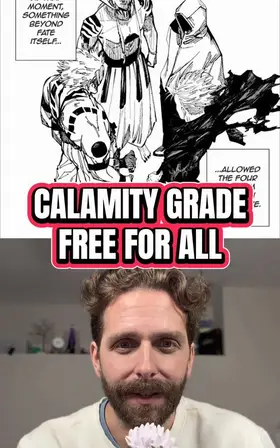 MOMENT,
SOMETHING
BEYOND
FATE
ITSELF...
...ALLOWED
THE FOUR
CALAMITY GRADE
FREE FOR ALL